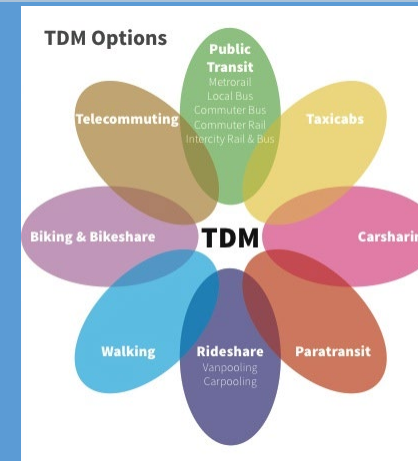 TDM Options
Public
Transit
Metrorail
Local Bus
Commuter Bus
Commuter Rail
Intercity Rail & Bus
Telecommuting
Taxicabs
Biking & Bikeshare
TDM
Carsharin
Walking
Rideshare
Vanpooling
Carpooling
Paratransit